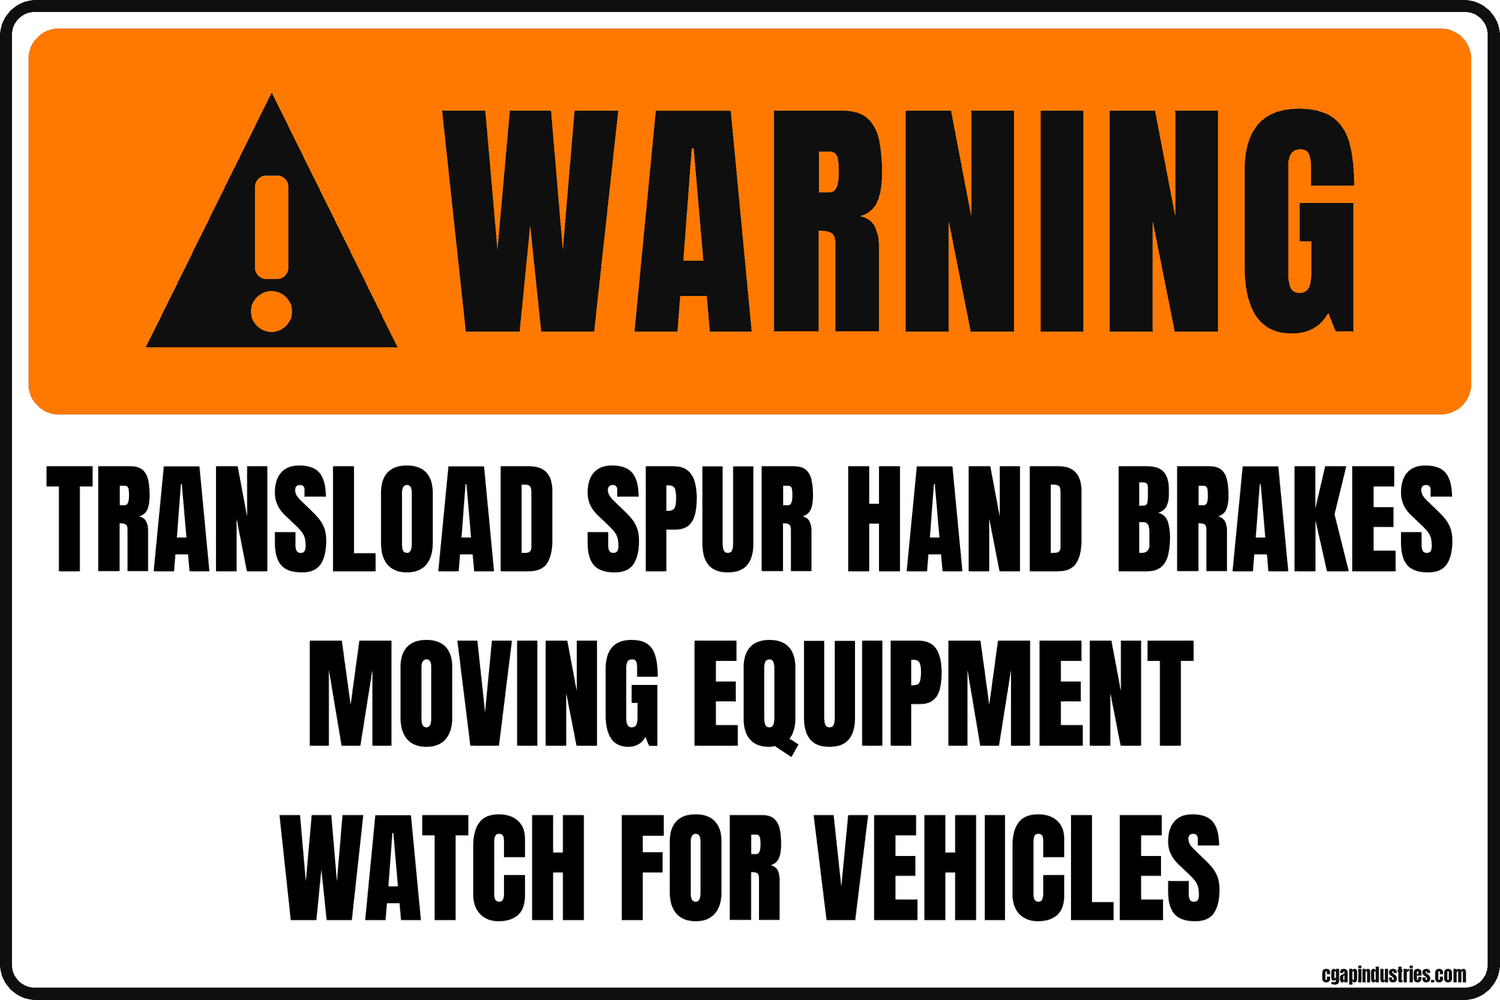 WARNING
TRANSLOAD SPUR HAND BRAKES
MOVING EQUIPMENT
WATCH FOR VEHICLES
cgapindustries.com